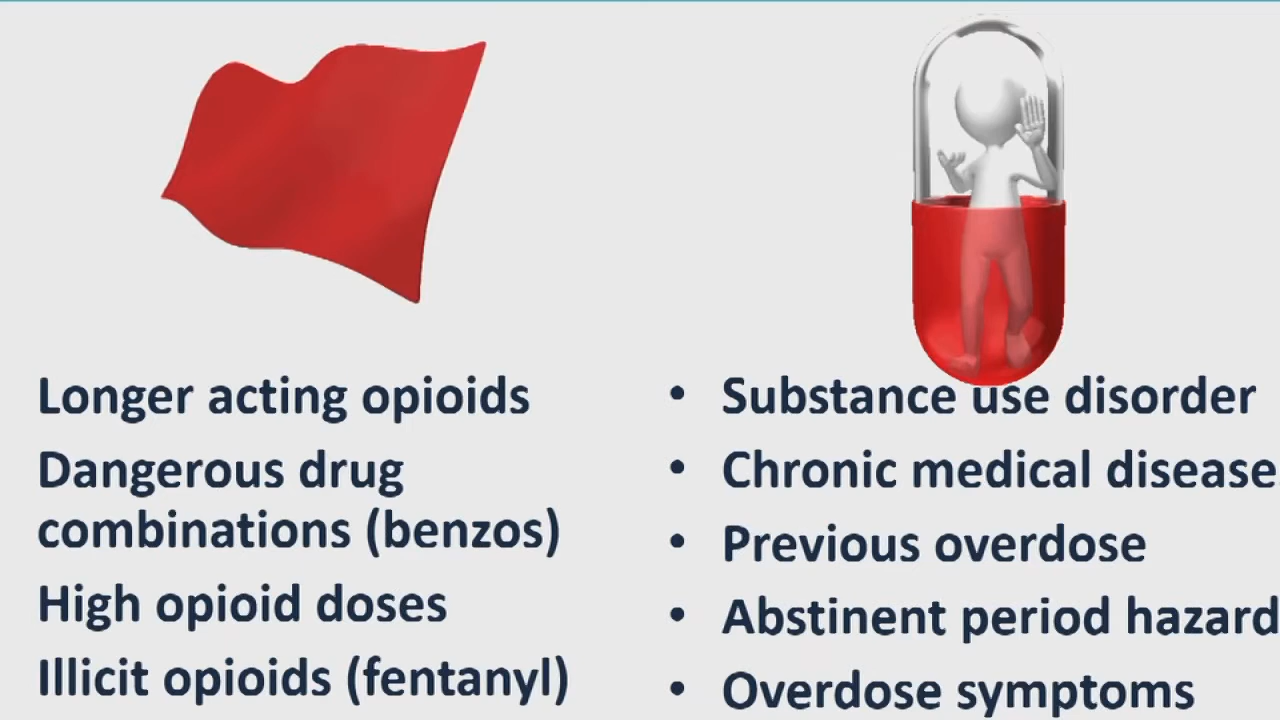 Longer acting opioids
Dangerous drug
combinations (benzos)
High opioid doses
Illicit opioids (fentanyl)
• Substance use disorder
• Chronic medical disease
• Previous overdose
• Abstinent period hazard
• Overdose symptoms